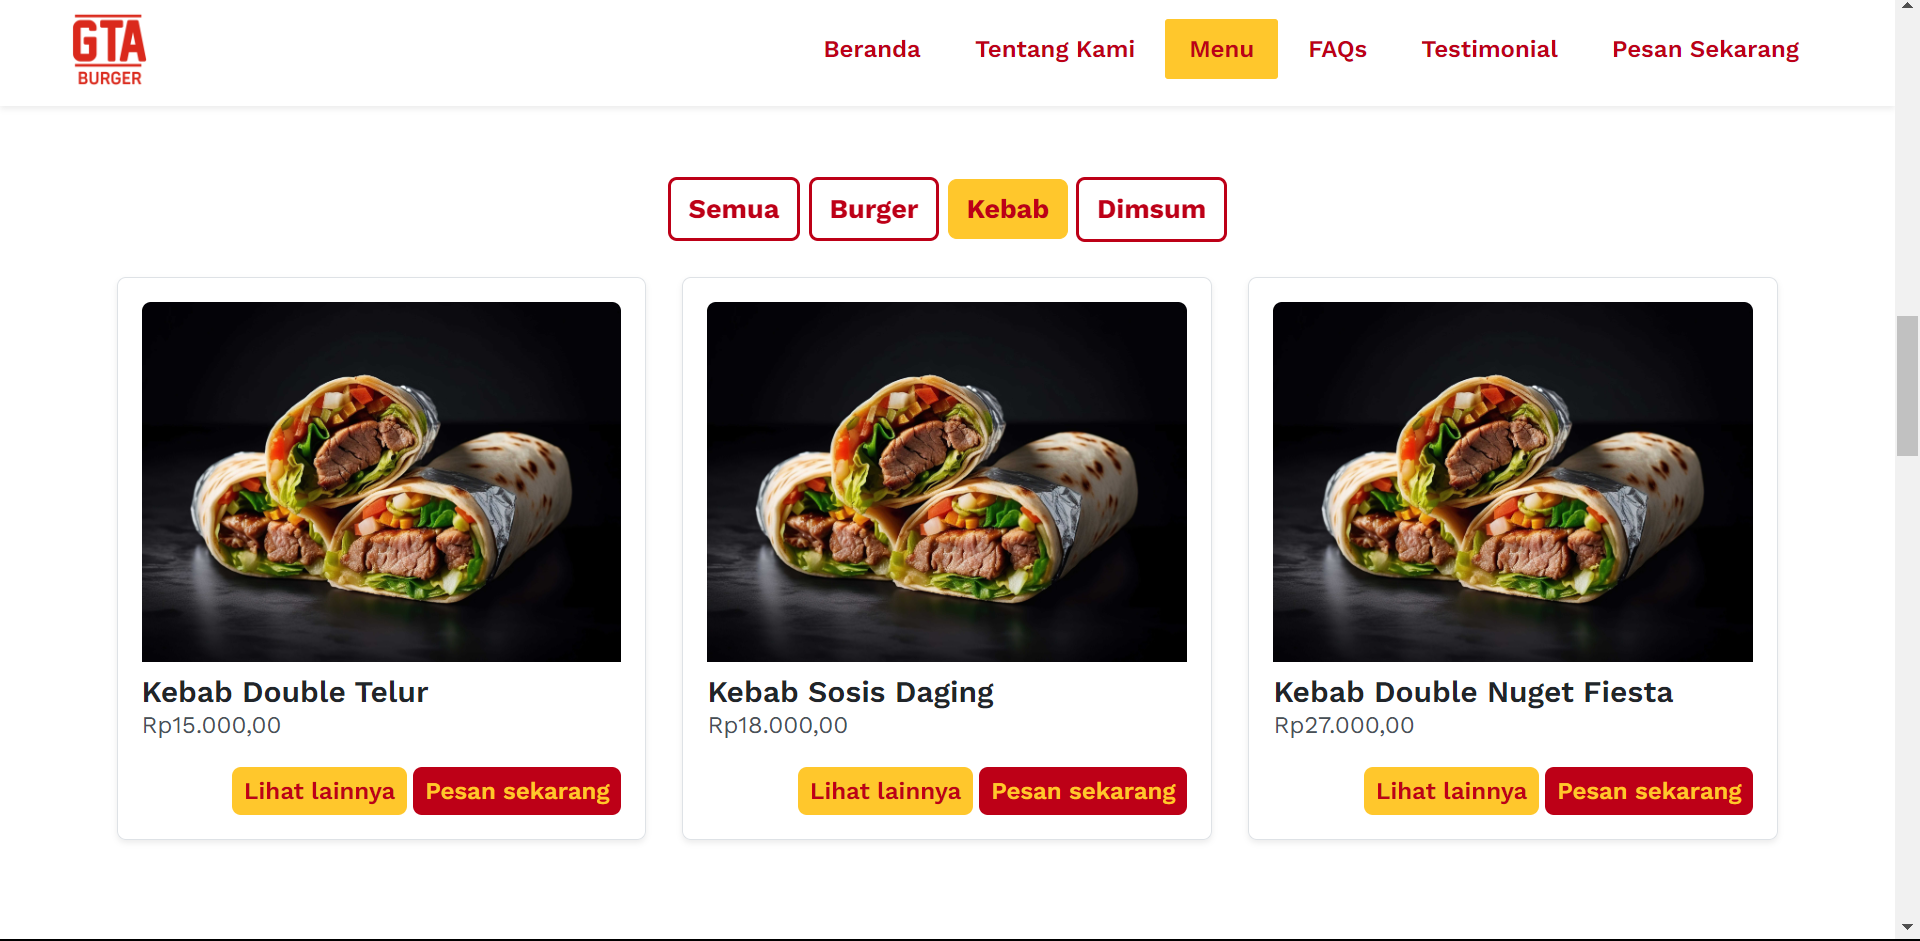 GTA
BURGER
Beranda Tentang Kami Menu FAQs Testimonial Pesan Sekarang
Semua Burger Kebab Dimsum
Kebab Double Telur
Rp15.000,00
Lihat lainnya Pesan sekarang
Kebab Sosis Daging
Rp18.000,00
Lihat lainnya Pesan sekarang
Kebab Double Nuget Fiesta
Rp27.000,00
Lihat lainnya Pesan sekarang